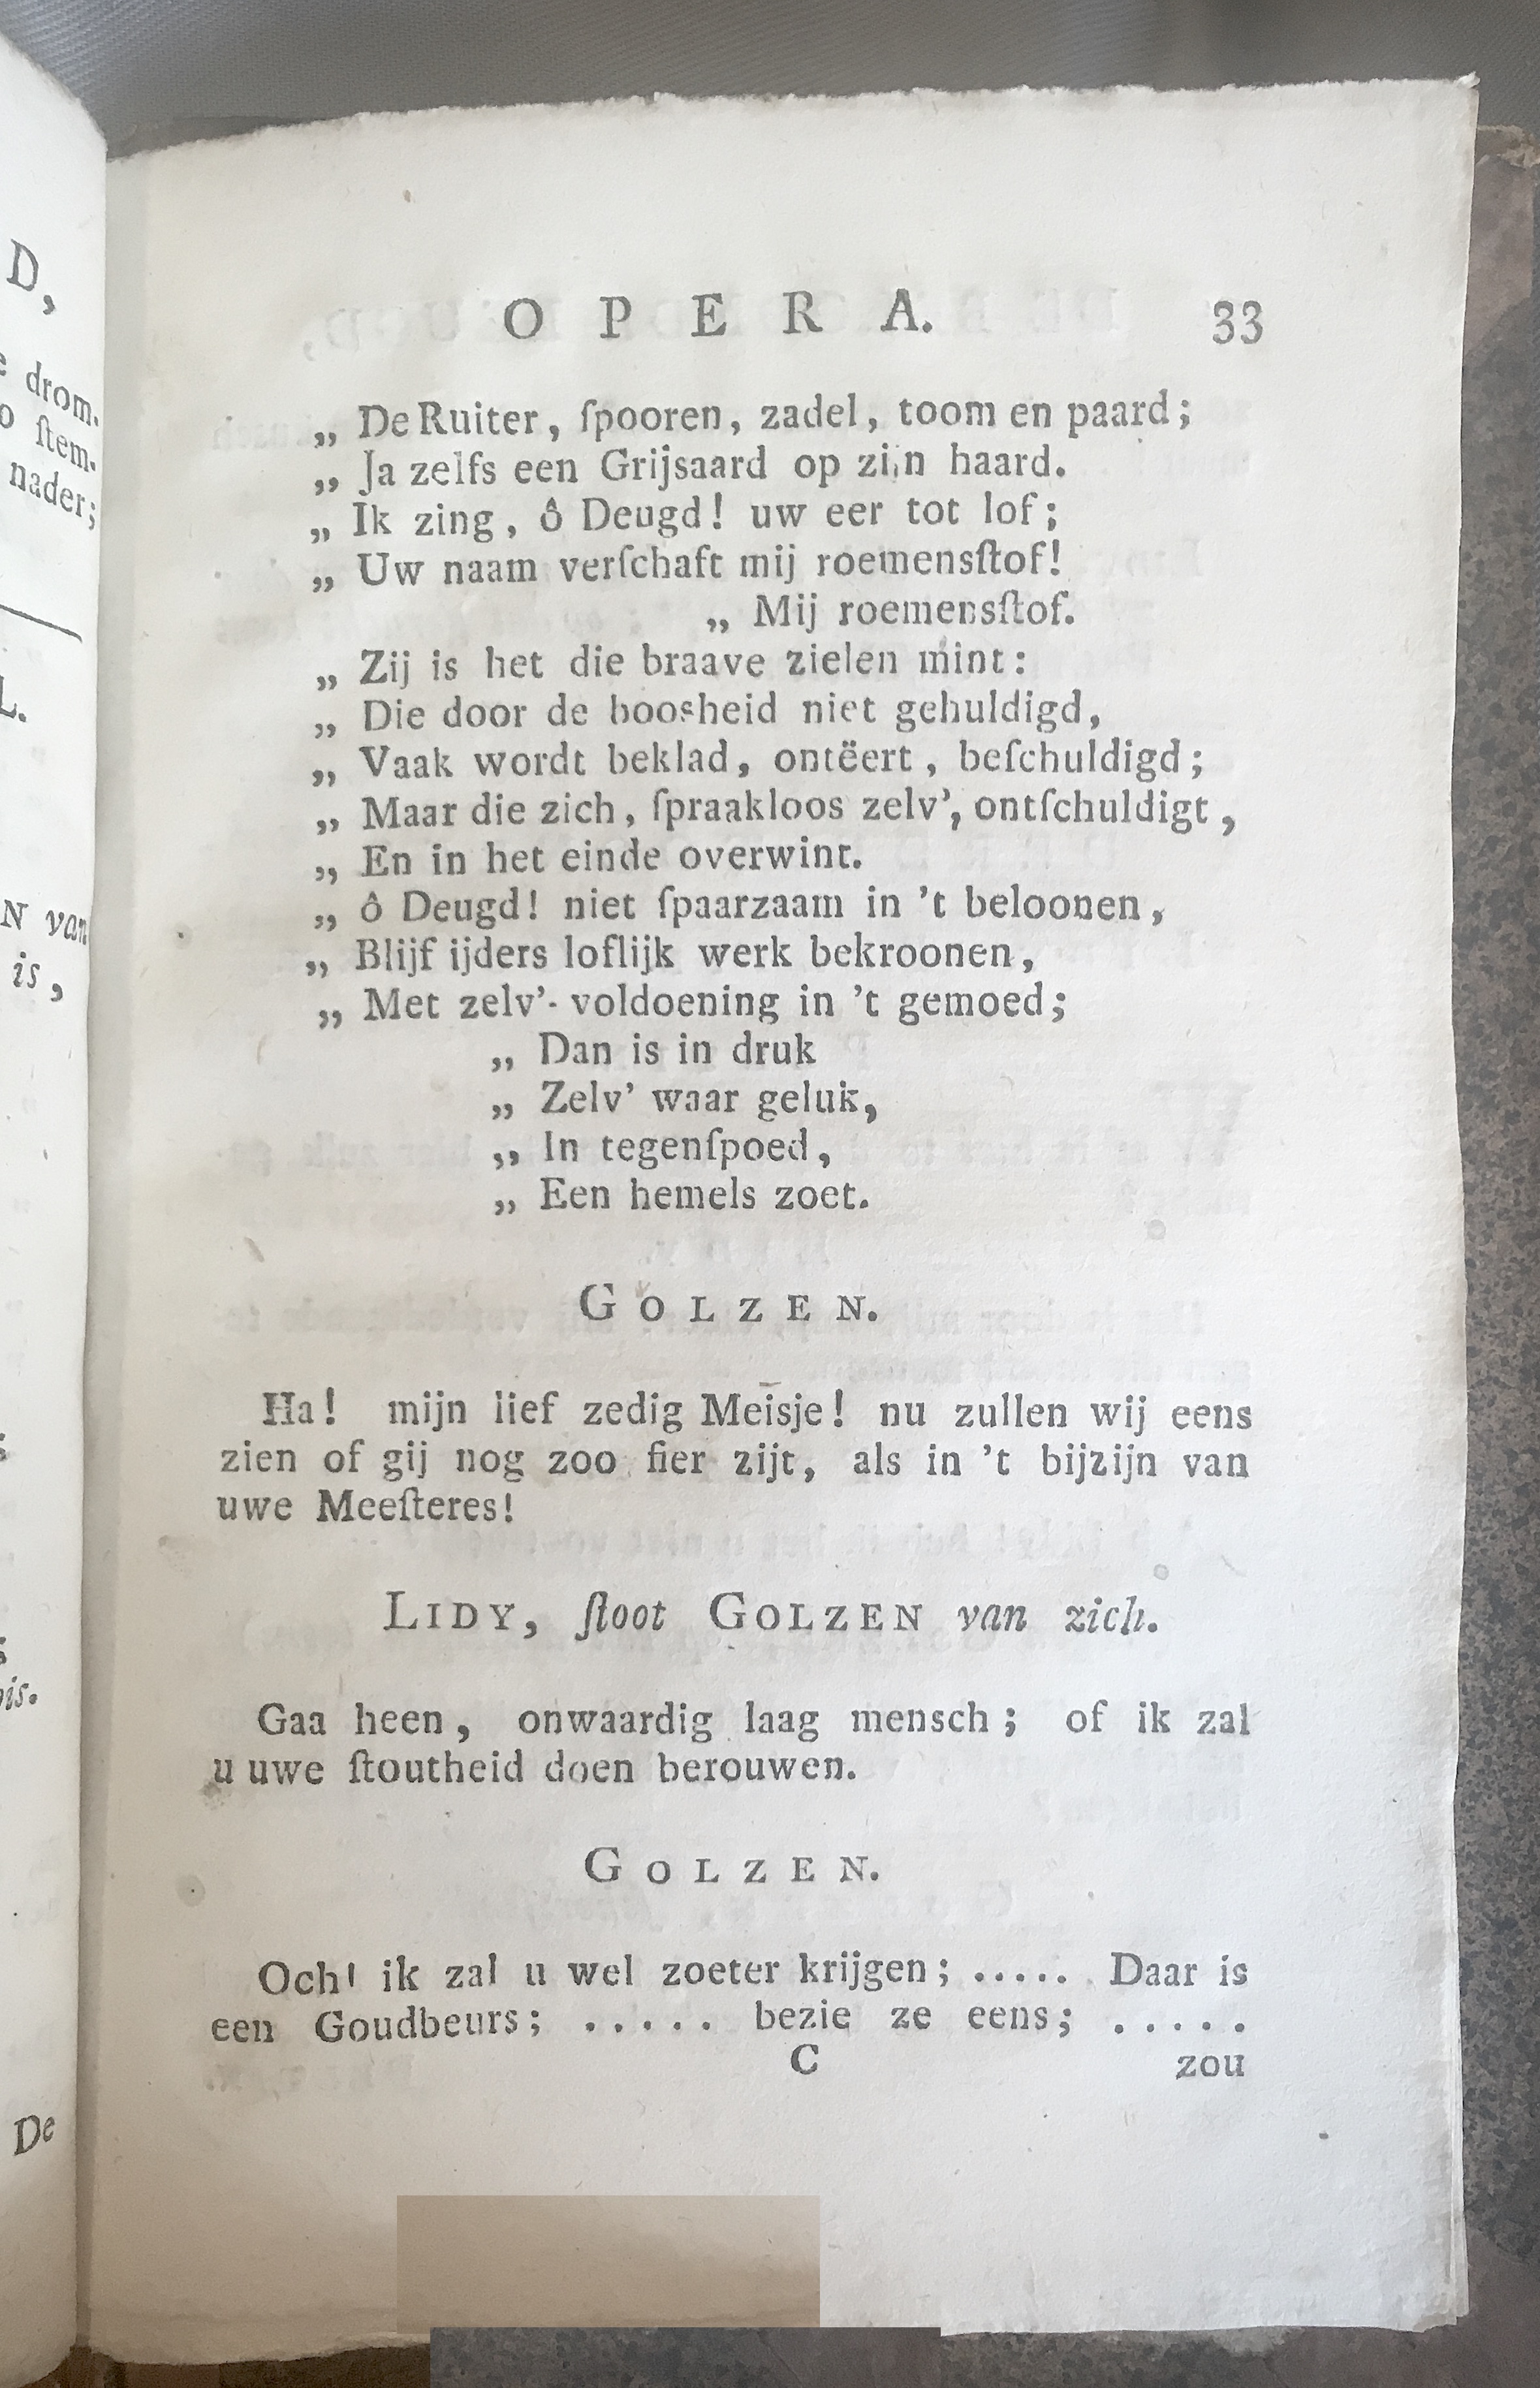 D,
drom.
ſtem.
nader;
L.
N van
is,
De
O P E R A. 33
„ De Ruiter, ſpooren, zadel, toom en paard;
„ Ja zelfs een Grijsaard op zijn haard.
„ Ik zing, ô Deugd! uw eer tot lof;
„ Uw naam verſchaft mij roemensſtof!
„ Mij roemensſtof.
„ Zij is het die braave zielen mint:
„ Die door de boosheid niet gehuldigd,
„ Vaak wordt beklad, ontëert, beſchuldigd;
„ Maar die zich, ſpraakloos zelv’, ontſchuldigt,
„ En in het einde overwint.
„ ô Deugd! niet ſpaarzaam in ’t beloonen,
„ Blijf ijders loflijk werk bekroonen,
„ Met zelv’- voldoening in ’t gemoed;
„ Dan is in druk
„ Zelv’ waar geluk,
„ In tegenſpoed,
„ Een hemels zoet.
GOLZEN.
Ha! mijn lief zedig Meisje! nu zullen wij eens
zien of gij nog zoo fier zijt, als in ’t bijzijn van
uwe Meeſteres!
LIDY, ſtoot GOLZEN van zich.
Gaa heen, onwaardig laag mensch; of ik zal
u uwe ſtoutheid doen berouwen.
GOLZEN.
Och! ik zal u wel zoeter krijgen; ..... Daar is
een Goudbeurs; ..... bezie ze eens; .....
C zou